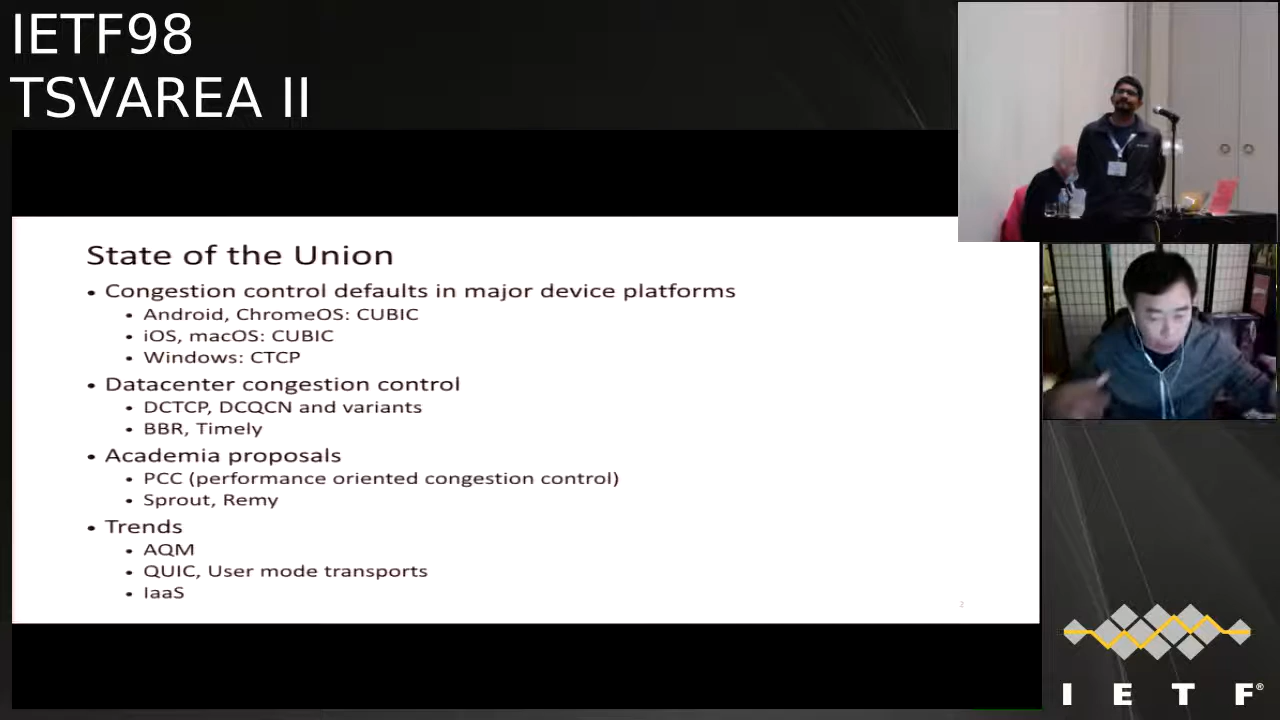 IETF98
TSVAREA II
State of the Union
• Congestion control defaults in major device platforms
• Android, ChromeOS: CUBIC
• iOS, macOS: CUBIC
• Windows: CTCP
• Datacenter congestion control
• DCTCP, DCQCN and variants
• BBR, Timely
• Academia proposals
• PCC (performance oriented congestion control)
• Sprout, Remy
• Trends
• AQM
• QUIC, User mode transports
• IaaS
2
I E T F®